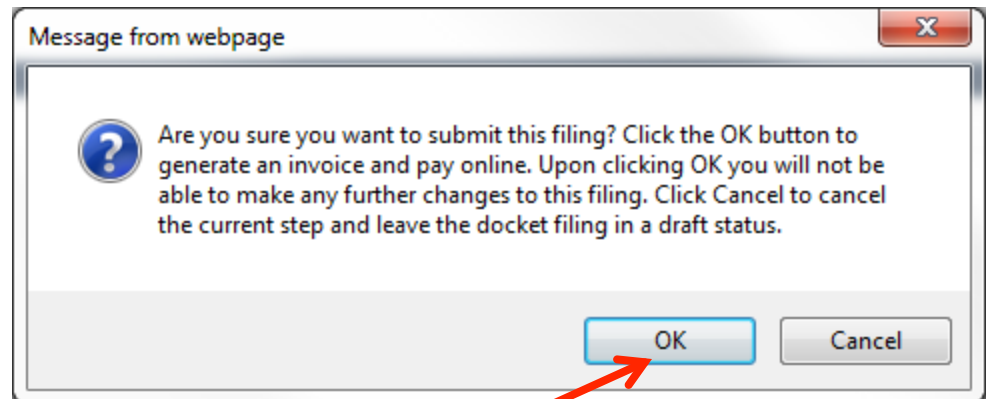 Message from webpage
Are you sure you want to submit this filing? Click the OK button to
generate an invoice and pay online. Upon clicking OK you will not be
able to make any further changes to this filing. Click Cancel to cancel
the current step and leave the docket filing in a draft status.
OK
Cancel